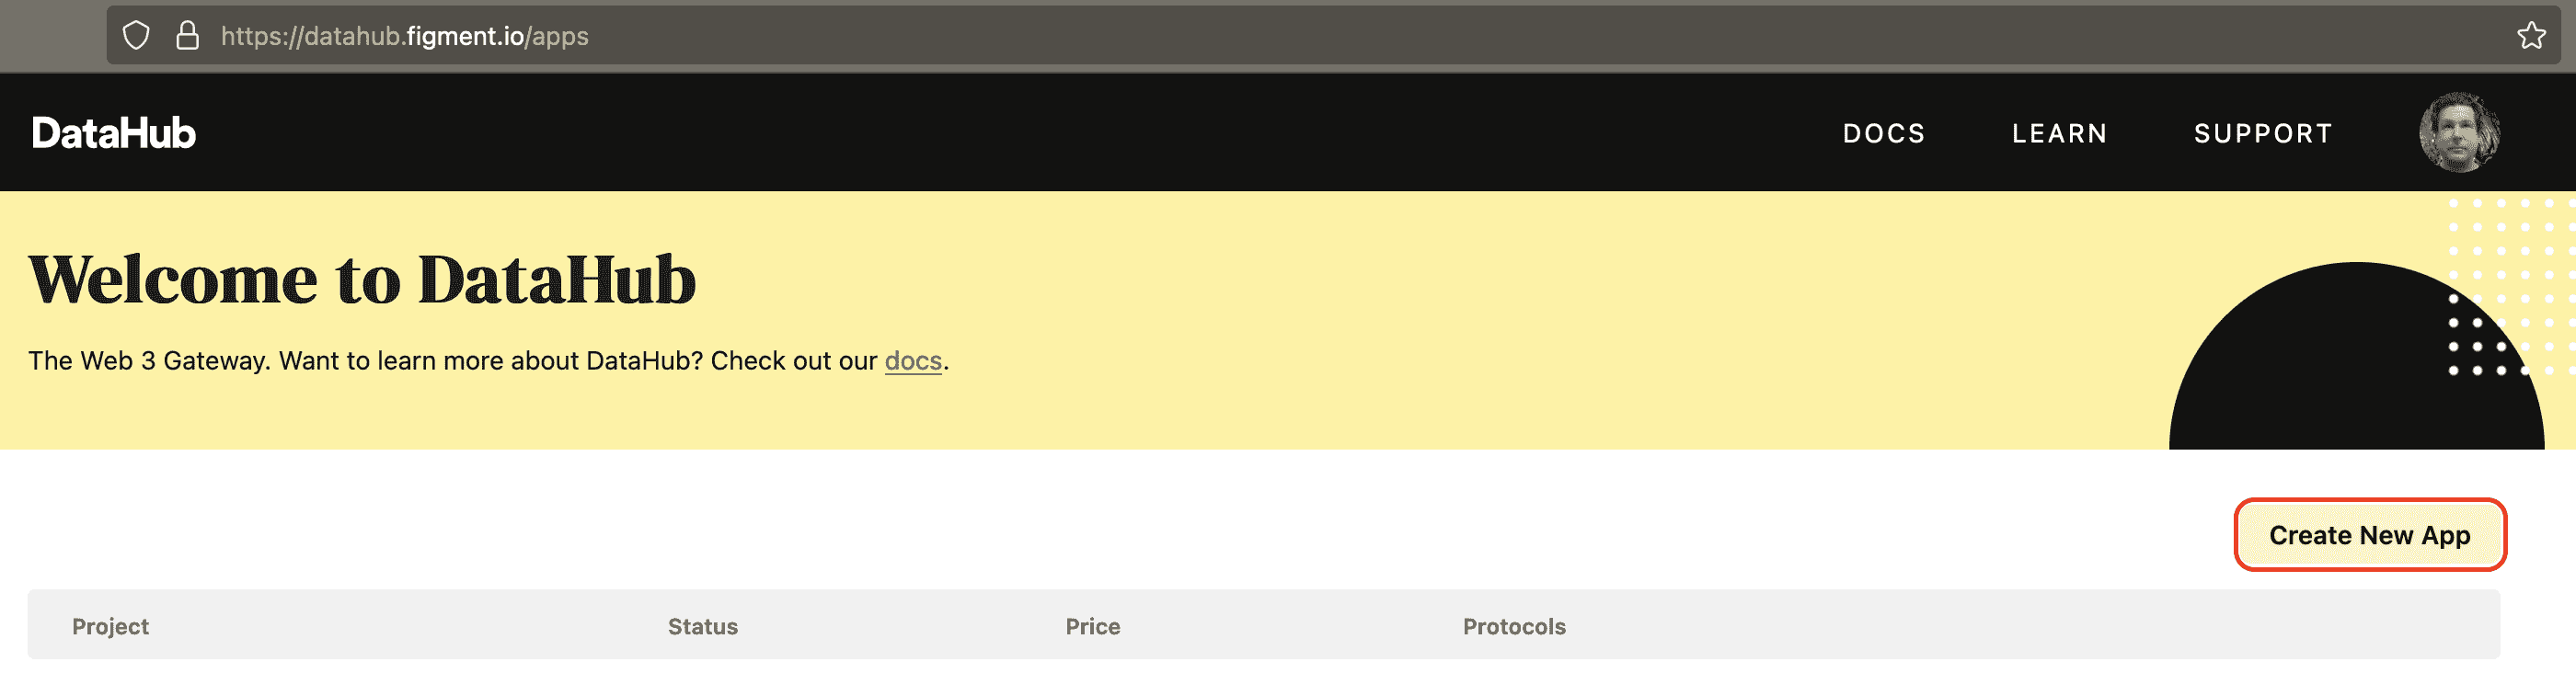 https://datahub.figment.io/apps
DataHub DOCS LEARN SUPPORT
Welcome to DataHub
The Web 3 Gateway. Want to learn more about DataHub? Check out our docs.
Create New App
Project Status Price Protocols